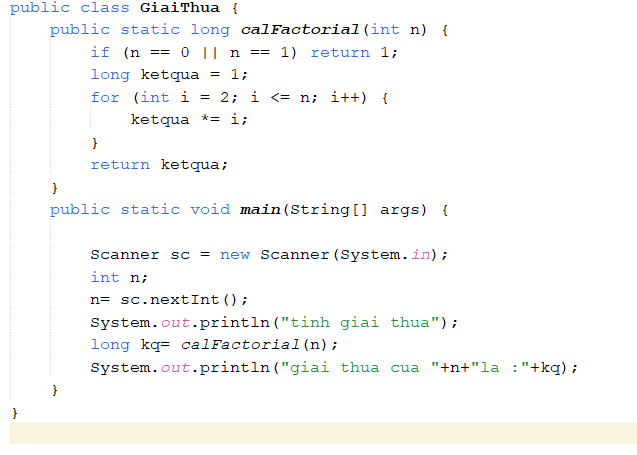 public class GiaiThua {
    public static long calFactorial(int n) {
        if (n == 0 || n == 1) return 1;
        long ketqua = 1;
        for (int i = 2; i <= n; i++) {
            ketqua *= i;
        }
        return ketqua;
    }
    public static void main(String[] args) {
        Scanner sc = new Scanner(System.in);
        int n;
        n= sc.nextInt();
        System.out.println("tinh giai thua");
        long kq= calFactorial(n);
        System.out.println("giai thua cua "+n+"la :"+kq);
    }
}